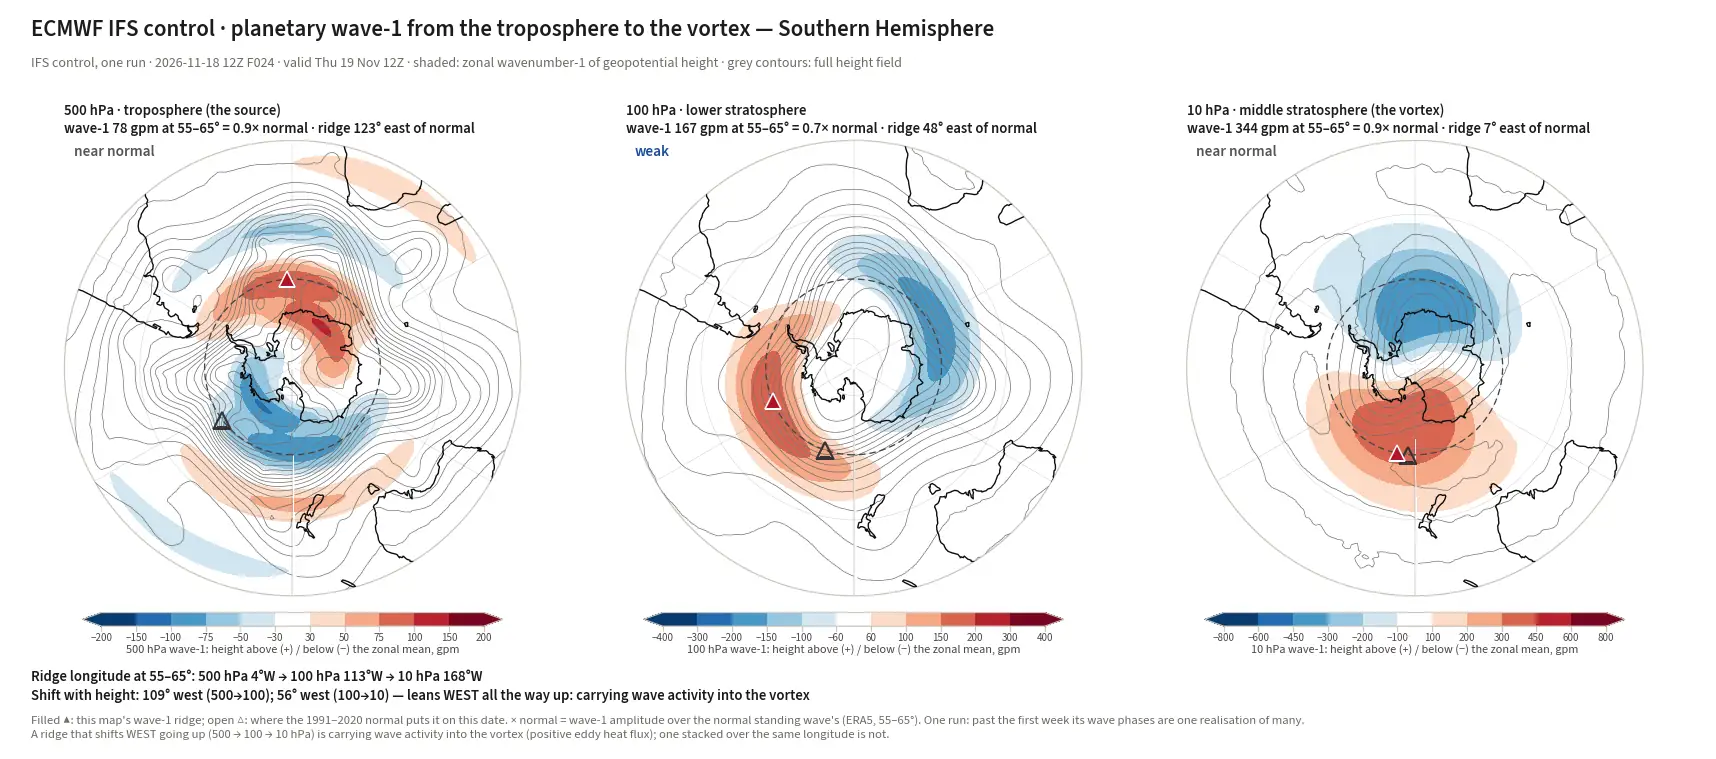 ECMWF IFS control · planetary wave-1 from the troposphere to the vortex — Southern Hemisphere
IFS control, one run · 2026-11-18 12Z F024 · valid Thu 19 Nov 12Z · shaded: zonal wavenumber-1 of geopotential height · grey contours: full height field
500 hPa · troposphere (the source)
wave-1 78 gpm at 55–65° = 0.9× normal · ridge 123° east of normal
near normal
100 hPa · lower stratosphere
wave-1 167 gpm at 55–65° = 0.7× normal · ridge 48° east of normal
weak
10 hPa · middle stratosphere (the vortex)
wave-1 344 gpm at 55–65° = 0.9× normal · ridge 7° east of normal
near normal
−200 −150 −100 −75 −50 −30 30 50 75 100 150 200
500 hPa wave-1: height above (+) / below (−) the zonal mean, gpm
−400 −300 −200 −150 −100 −60 60 100 150 200 300 400
100 hPa wave-1: height above (+) / below (−) the zonal mean, gpm
−800 −600 −450 −300 −200 −100 100 200 300 450 600 800
10 hPa wave-1: height above (+) / below (−) the zonal mean, gpm
Ridge longitude at 55–65°: 500 hPa 4°W → 100 hPa 113°W → 10 hPa 168°W
Shift with height: 109° west (500→100); 56° west (100→10) — leans WEST all the way up: carrying wave activity into the vortex
Filled ▲: this map's wave-1 ridge; open △: where the 1991–2020 normal puts it on this date. × normal = wave-1 amplitude over the normal standing wave's (ERA5, 55–65°). One run: past the first week its wave phases are one realisation of many.
A ridge that shifts WEST going up (500 → 100 → 10 hPa) is carrying wave activity into the vortex (positive eddy heat flux); one stacked over the same longitude is not.